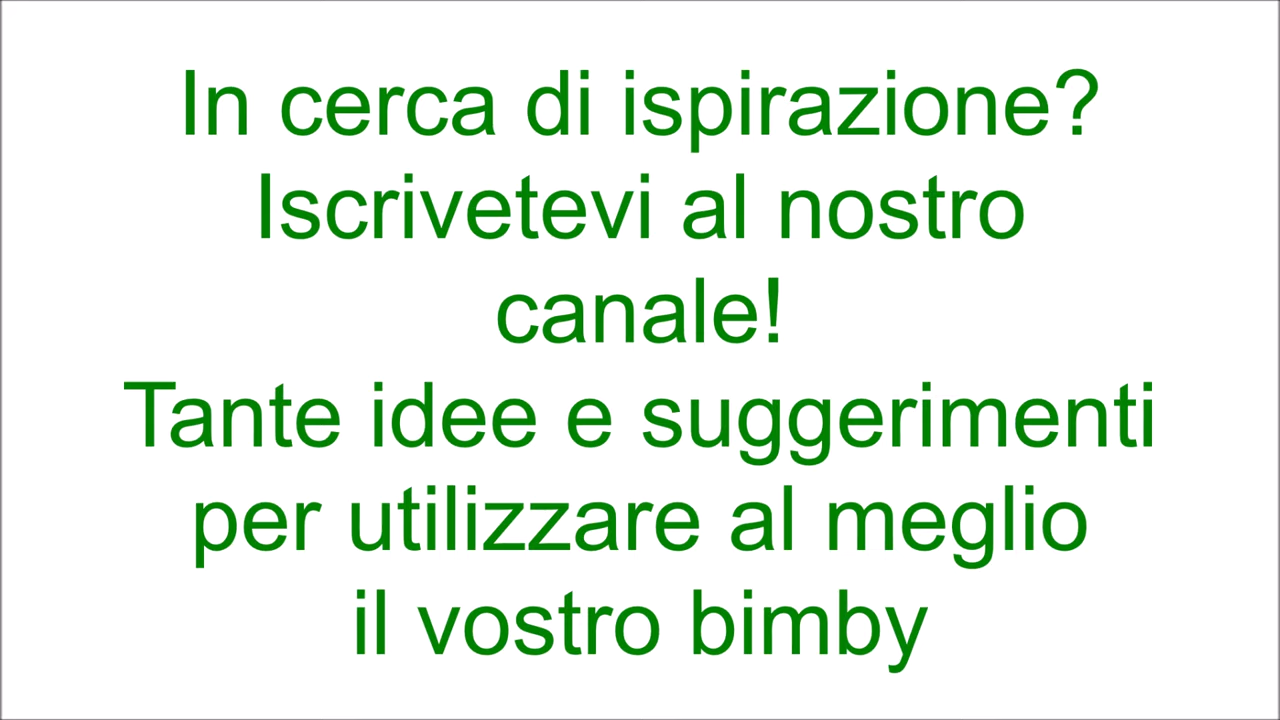 In cerca di ispirazione?
Iscrivetevi al nostro
canale!
Tante idee e suggerimenti
per utilizzare al meglio
il vostro bimby